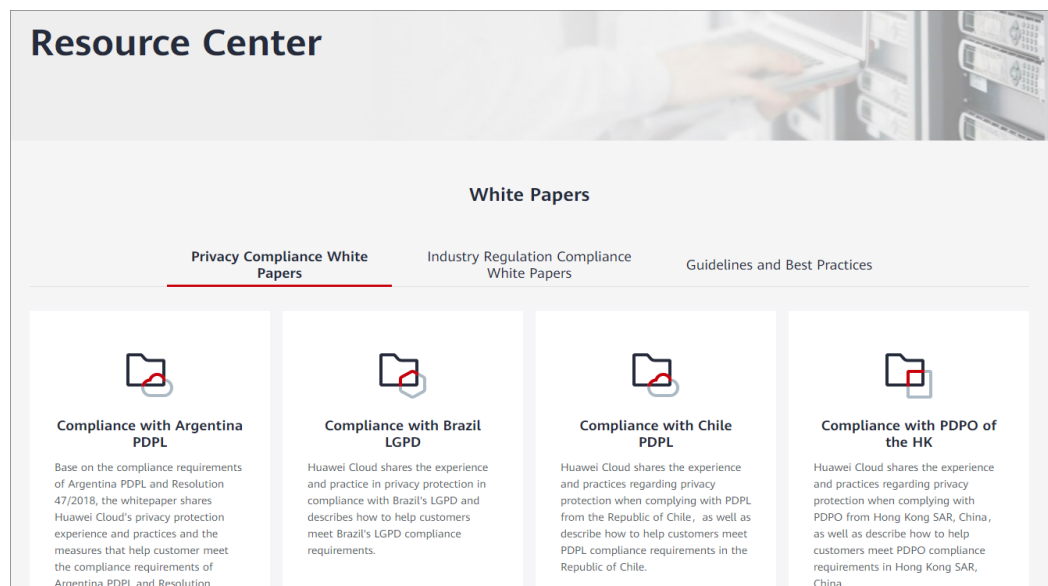 Resource Center
White Papers
Privacy Compliance White
Papers
Industry Regulation Compliance
White Papers
Guidelines and Best Practices
Compliance with Argentina
PDPL
Base on the compliance requirements
of Argentina PDPL and Resolution
47/2018, the whitepaper shares
Huawei Cloud's privacy protection
experience and practices and the
measures that help customer meet
the compliance requirements of
Argentina PDPL and Resolution
Compliance with Brazil
LGPD
Huawei Cloud shares the experience
and practice in privacy protection in
compliance with Brazil's LGPD and
describes how to help customers
meet Brazil's LGPD compliance
requirements.
Compliance with Chile
PDPL
Huawei Cloud shares the experience
and practices regarding privacy
protection when complying with PDPL
from the Republic of Chile，as well as
describe how to help customers meet
PDPL compliance requirements in the
Republic of Chile.
Compliance with PDPO of
the HK
Huawei Cloud shares the experience
and practices regarding privacy
protection when complying with
PDPO from Hong Kong SAR, China，
as well as describe how to help
customers meet PDPO compliance
requirements in Hong Kong SAR,
China.